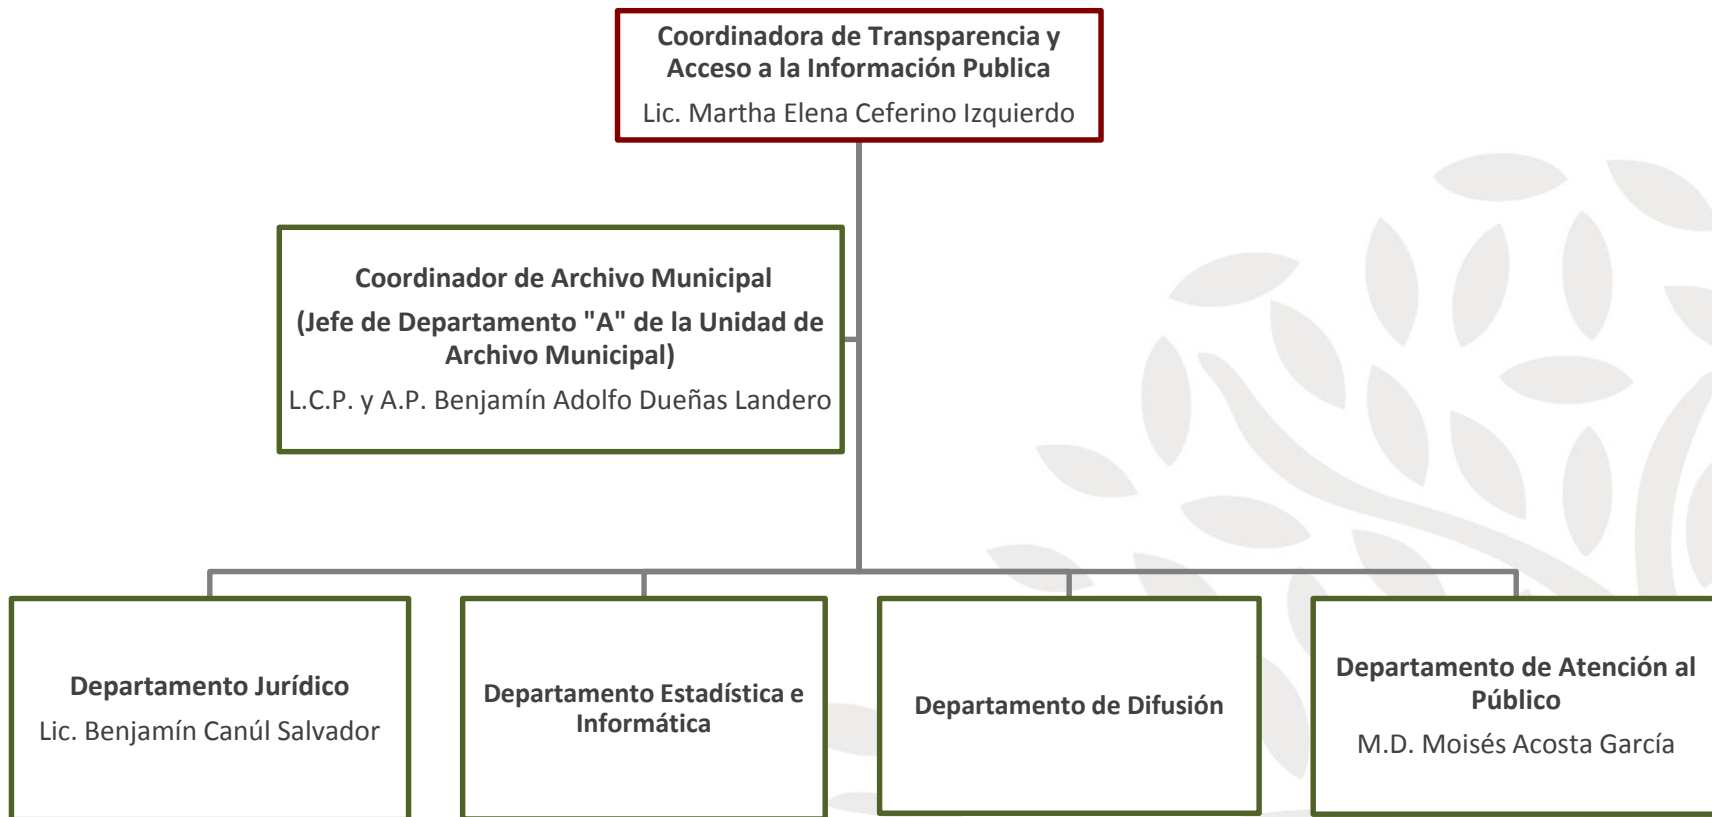 Coordinadora de Transparencia y
Acceso a la Información Publica
Lic. Martha Elena Ceferino Izquierdo
Coordinador de Archivo Municipal
(Jefe de Departamento "A" de la Unidad de
Archivo Municipal)
L.C.P. y A.P. Benjamín Adolfo Dueñas Landero
Departamento Jurídico
Lic. Benjamín Canúl Salvador
Departamento Estadística e
Informática
Departamento de Difusión
Departamento de Atención al
Público
M.D. Moisés Acosta García